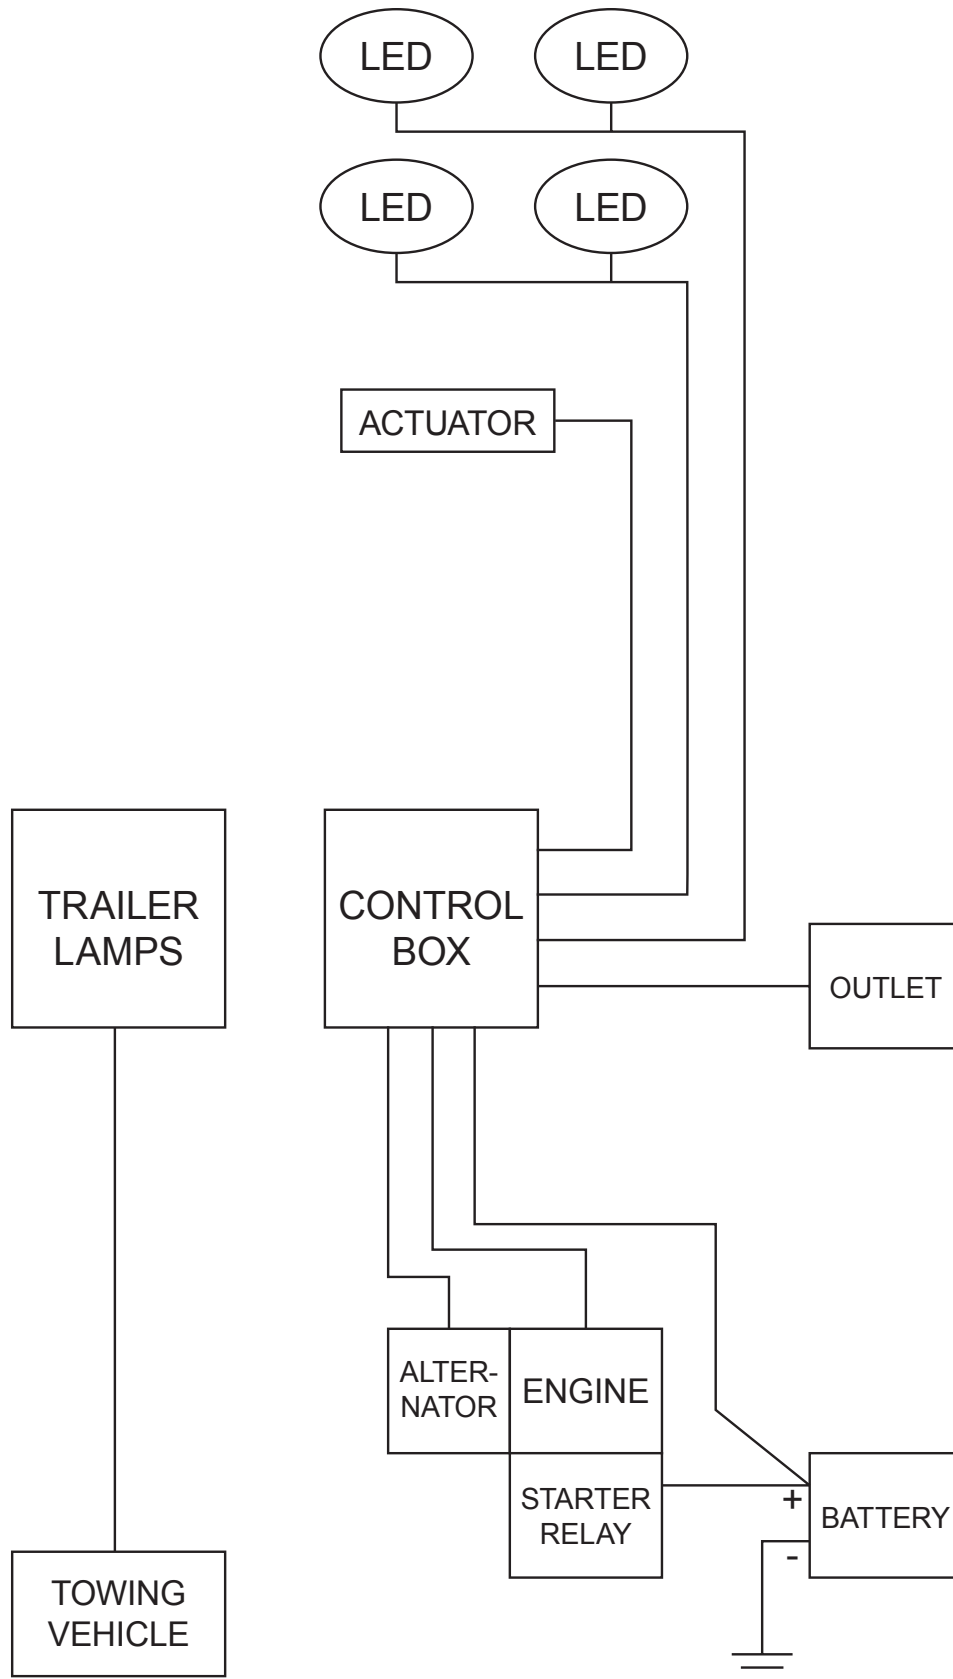 LED
LED
LED
LED
ACTUATOR
TRAILER
LAMPS
CONTROL
BOX
OUTLET
ALTER-
NATOR
ENGINE
STARTER
RELAY
+
-
BATTERY
TOWING
VEHICLE